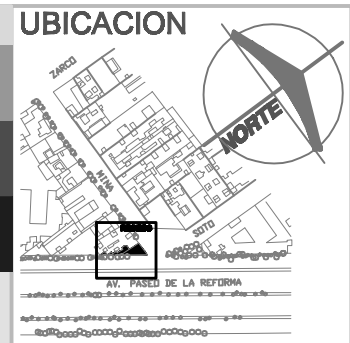 UBICACION
ZARCO
NORTE
MINA
SOTO
AV. PASEO DE LA REFORMA